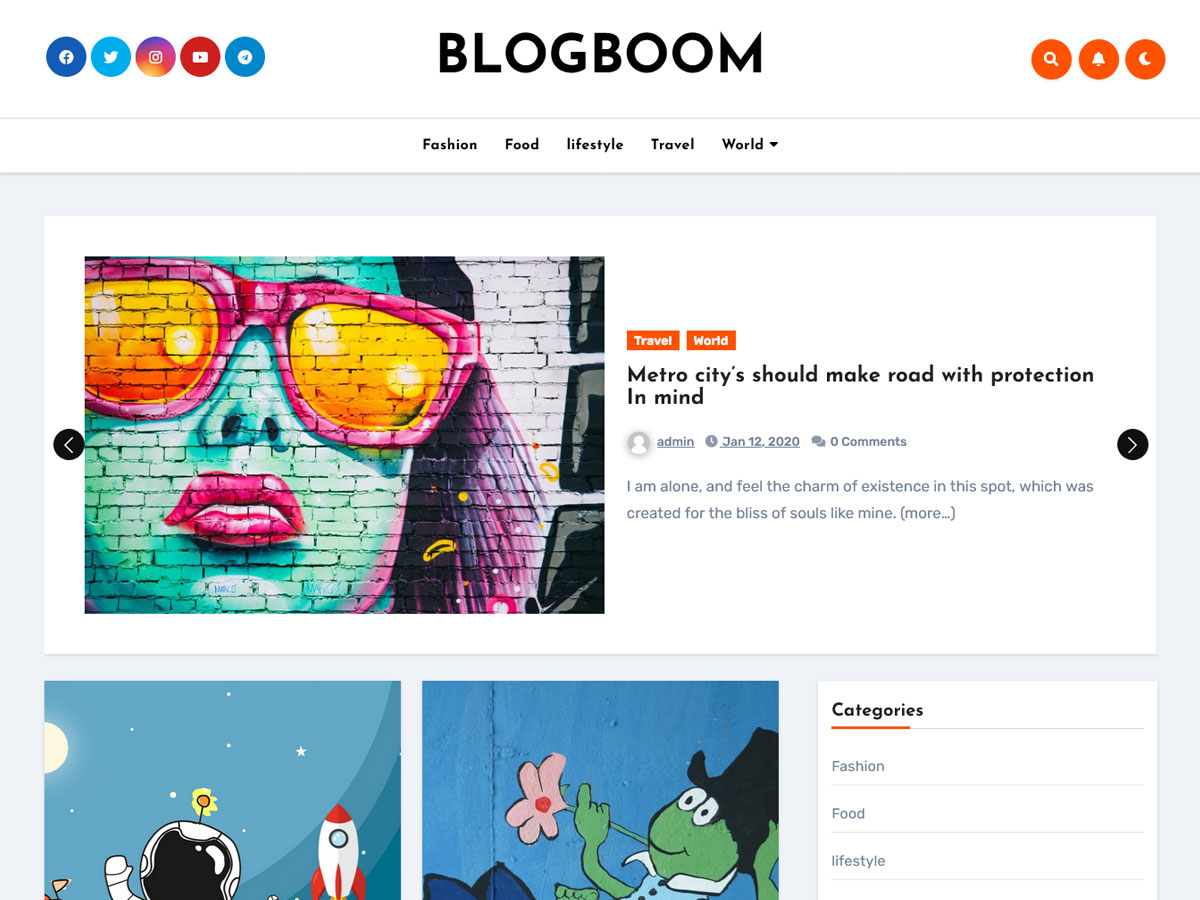 BLOGBOOM
Fashion Food lifestyle Travel World
Travel World
Metro city’s should make road with protection
In mind
admin Jan 12, 2020 0 Comments
I am alone, and feel the charm of existence in this spot, which was
created for the bliss of souls like mine. (more…)
Categories
Fashion
Food
lifestyle